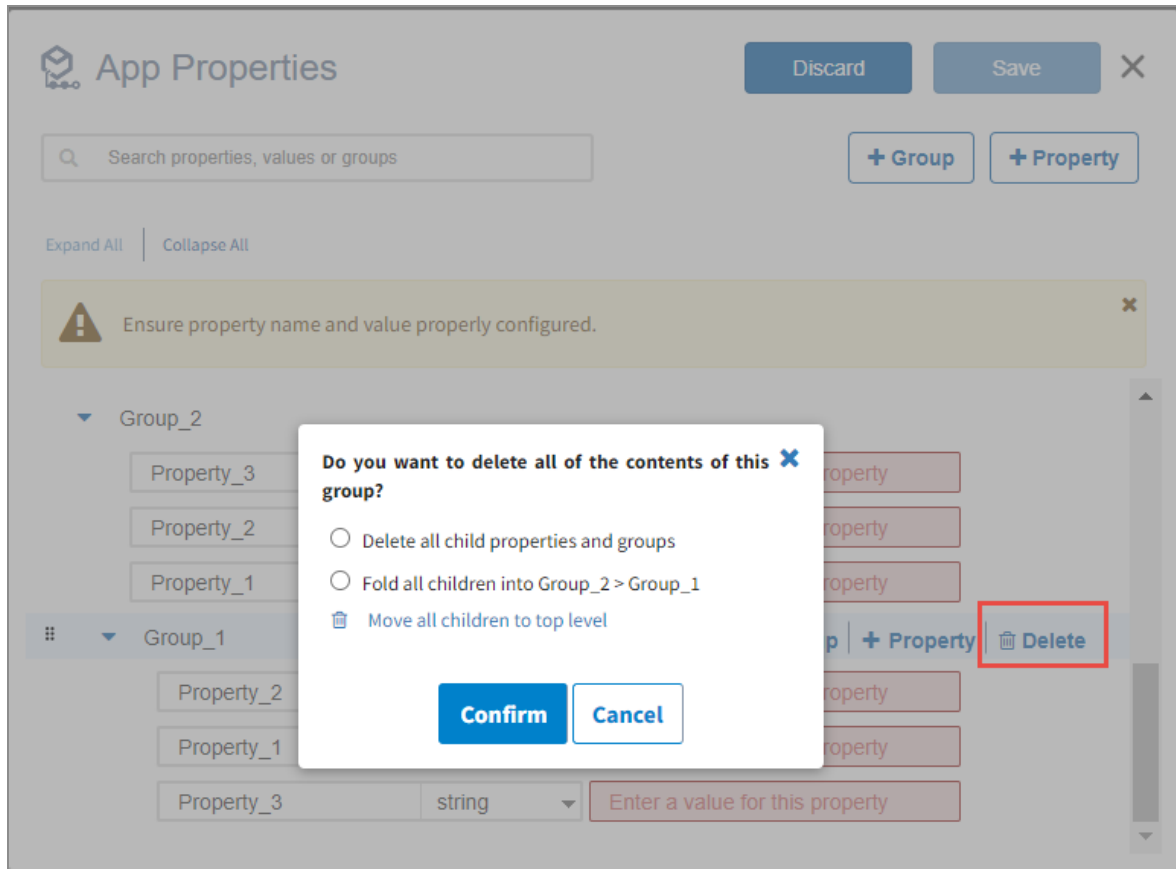 App Properties
Discard
Save
Search properties, values or groups
+ Group
+ Property
Expand All
Collapse All
Ensure property name and value properly configured.
Group_2
Do you want to delete all of the contents of this
group?
Delete all child properties and groups
Fold all children into Group_2 > Group_1
Move all children to top level
Confirm
Cancel
Property_3
roperty
Property_2
roperty
Property_1
roperty
Group_1
p
+ Property
Delete
Property_2
roperty
Property_1
roperty
Property_3
string
Enter a value for this property